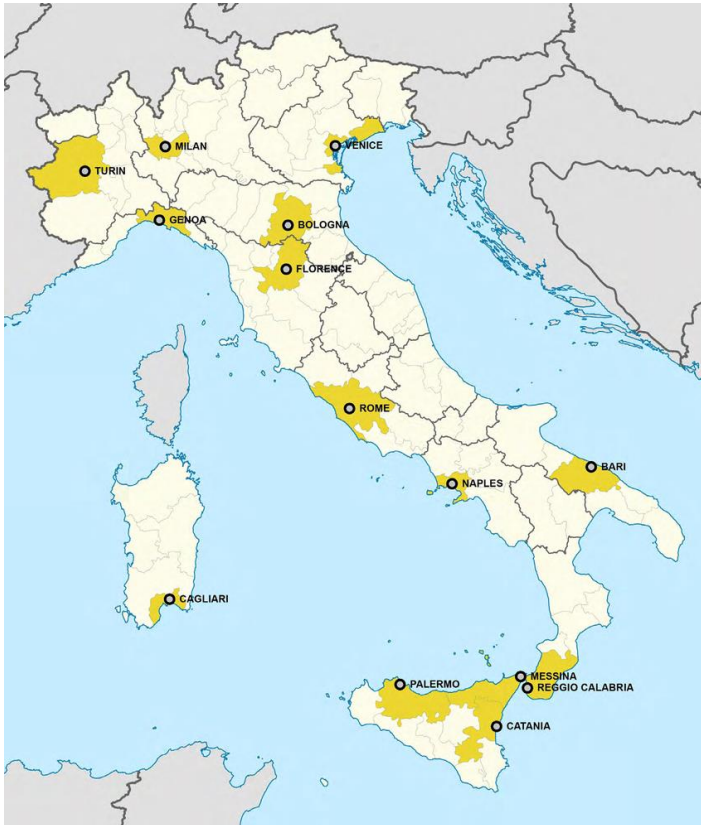 MILAN
VENICE
TURIN
GENOA
BOLOGNA
FLORENCE
ROME
BARI
NAPLES
CAGLIARI
MESSINA
PALERMO
REGGIO CALABRIA
CATANIA